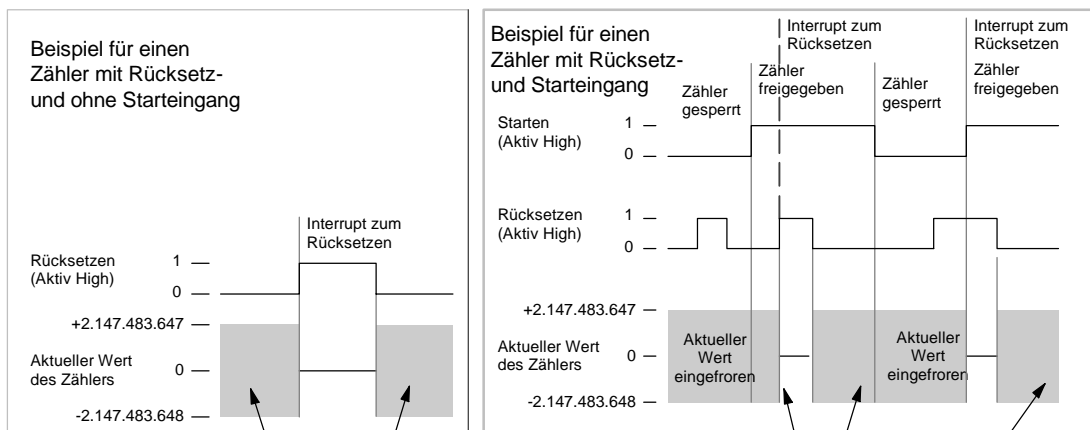 Beispiel für einen
Zähler mit Rücksetz-
und ohne Starteingang
Interrupt zum
Rücksetzen
Rücksetzen
(Aktiv High)
1
0
+2.147.483.647
Aktueller Wert
des Zählers
0
-2.147.483.648
Beispiel für einen
Zähler mit Rücksetz-
und Starteingang
Interrupt zum
Rücksetzen
Interrupt zum
Rücksetzen
Zähler
gesperrt
Zähler
freigegeben
Zähler
gesperrt
Zähler
freigegeben
Starten
(Aktiv High)
1
0
Rücksetzen
(Aktiv High)
1
0
+2.147.483.647
Aktueller Wert
des Zählers
0
-2.147.483.648
Aktueller
Wert
eingefroren
Aktueller
Wert
eingefroren